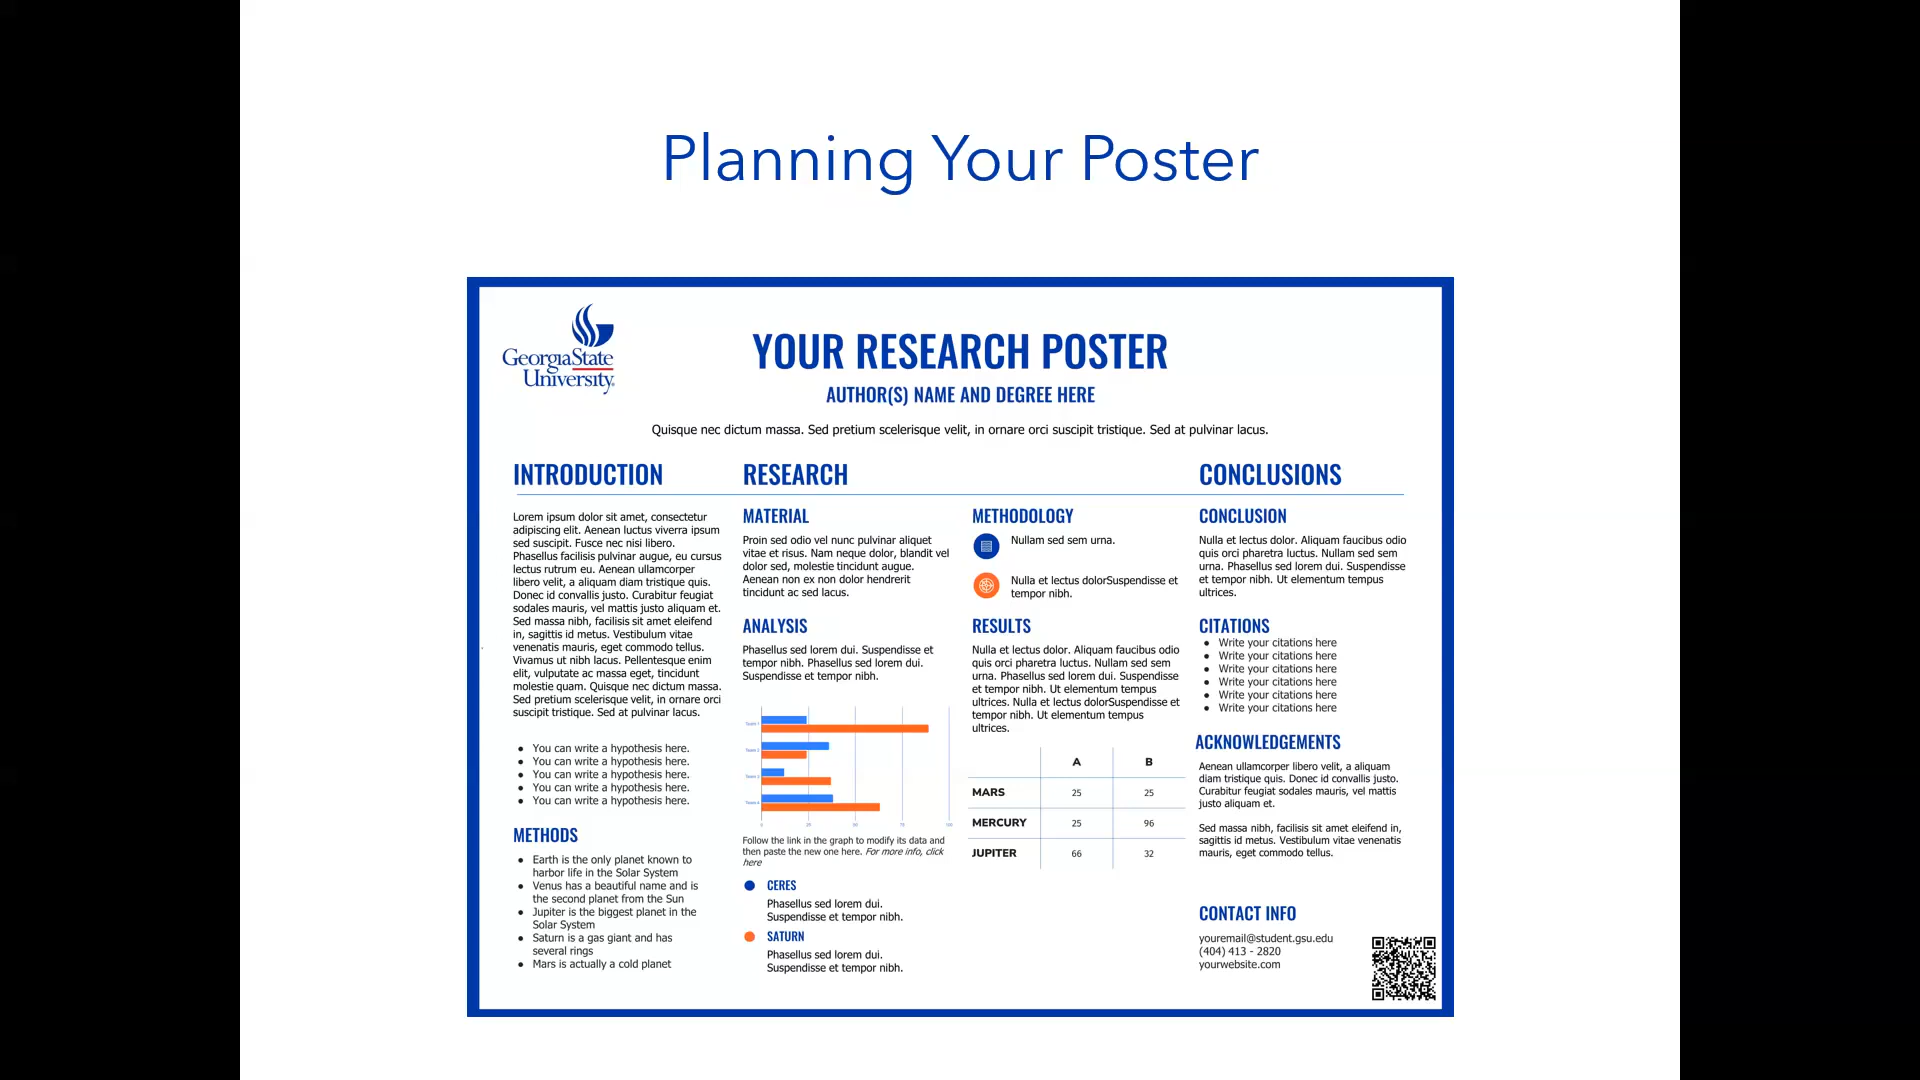 Planning Your Poster
GeorgiaState
University
YOUR RESEARCH POSTER
AUTHOR(S) NAME AND DEGREE HERE
Quisque nec dictum massa. Sed pretium scelerisque velit, in ornare orci suscipit tristique. Sed at pulvinar lacus.
INTRODUCTION
Lorem ipsum dolor sit amet, consectetur
adipiscing elit. Aenean luctus viverra ipsum
sed suscipit. Fusce nec nisi libero.
Phasellus facilisis pulvinar augue, eu cursus
lectus rutrum eu. Aenean ullamcorper
libero velit, a aliquam diam tristique quis.
Donec id convallis justo. Curabitur feugiat
sodales mauris, vel mattis justo aliquam et.
Sed massa nibh, facilisis sit amet eleifend
in, sagittis id metus. Vestibulum vitae
venenatis mauris, eget commodo tellus.
Vivamus ut nibh lacus. Pellentesque enim
elit, vulputate ac massa eget, tincidunt
molestie quam. Quisque nec dictum massa.
Sed pretium scelerisque velit, in ornare orci
suscipit tristique. Sed at pulvinar lacus.
● You can write a hypothesis here.
● You can write a hypothesis here.
● You can write a hypothesis here.
● You can write a hypothesis here.
● You can write a hypothesis here.
METHODS
● Earth is the only planet known to
harbor life in the Solar System
● Venus has a beautiful name and is
the second planet from the Sun
● Jupiter is the biggest planet in the
Solar System
● Saturn is a gas giant and has
several rings
● Mars is actually a cold planet
RESEARCH
MATERIAL
Proin sed odio vel nunc pulvinar aliquet
vitae et risus. Nam neque dolor, blandit vel
dolor sed, molestie tincidunt augue.
Aenean non ex non dolor hendrerit
tincidunt ac sed lacus.
ANALYSIS
Phasellus sed lorem dui. Suspendisse et
tempor nibh. Phasellus sed lorem dui.
Suspendisse et tempor nibh.
Team 1
Team 2
Team 3
Team 4
0 25 50 75 100
Follow the link in the graph to modify its data and
then paste the new one here. For more info, click
here
CERES
Phasellus sed lorem dui.
Suspendisse et tempor nibh.
SATURN
Phasellus sed lorem dui.
Suspendisse et tempor nibh.
METHODOLOGY
Nullam sed sem urna.
Nulla et lectus dolorSuspendisse et
tempor nibh.
RESULTS
Nulla et lectus dolor. Aliquam faucibus odio
quis orci pharetra luctus. Nullam sed sem
urna. Phasellus sed lorem dui. Suspendisse
et tempor nibh. Ut elementum tempus
ultrices. Nulla et lectus dolorSuspendisse et
tempor nibh. Ut elementum tempus
ultrices.
A B
MARS 25 25
MERCURY 25 96
JUPITER 66 32
CONCLUSIONS
CONCLUSION
Nulla et lectus dolor. Aliquam faucibus odio
quis orci pharetra luctus. Nullam sed sem
urna. Phasellus sed lorem dui. Suspendisse
et tempor nibh. Ut elementum tempus
ultrices.
CITATIONS
● Write your citations here
● Write your citations here
● Write your citations here
● Write your citations here
● Write your citations here
● Write your citations here
ACKNOWLEDGEMENTS
Aenean ullamcorper libero velit, a aliquam
diam tristique quis. Donec id convallis justo.
Curabitur feugiat sodales mauris, vel mattis
justo aliquam et.
Sed massa nibh, facilisis sit amet eleifend in,
sagittis id metus. Vestibulum vitae venenatis
mauris, eget commodo tellus.
CONTACT INFO
youremail@student.gsu.edu
(404) 413 - 2820
yourwebsite.com